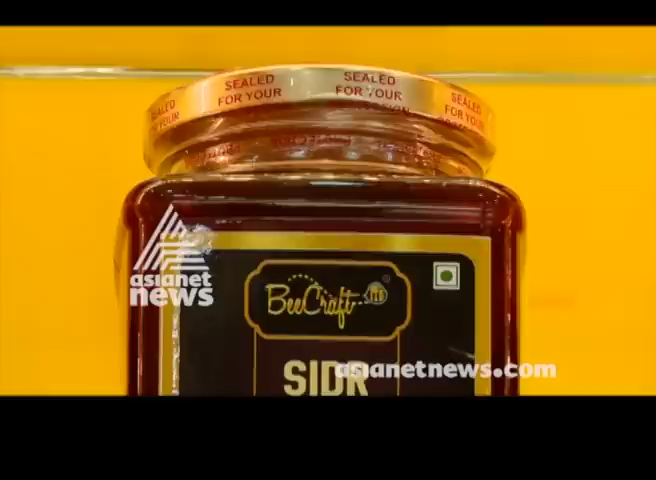 SEALED
FOR YOUR
SEALED
FOR YOUR
SEALED
FOR YOUR
asianet
news
BeeCraft
SIDR
asianetnews.com